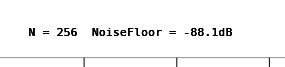 N = 256  NoiseFloor = -88.1dB